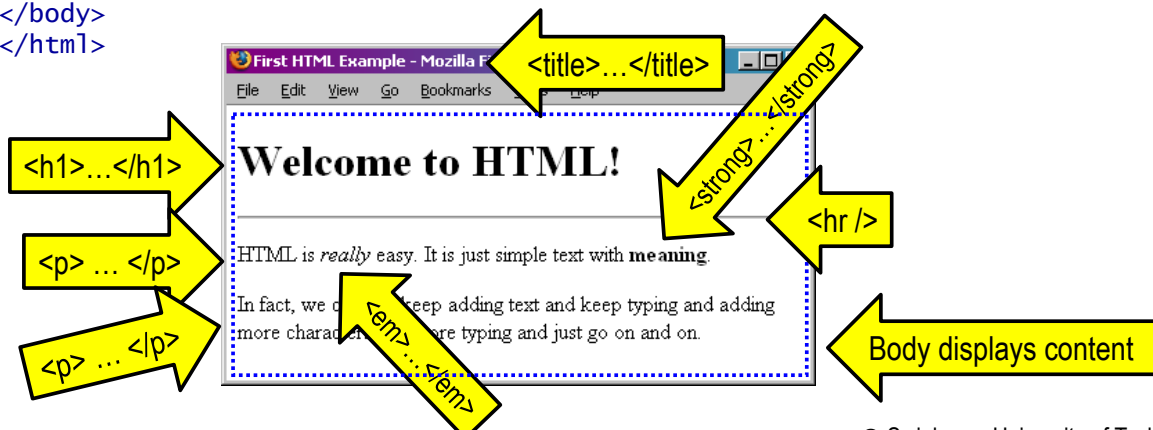 </body>
</html>
First HTML Example - Mozilla
<title>…</title>
File Edit View Go Bookmarks Help
<strong>…</strong>
<h1>…</h1>
Welcome to HTML!
<hr />
<p> … </p>
HTML is really easy. It is just simple text with meaning.
<p> … </p>
In fact, we keep adding text and keep typing and adding
more typing and just go on and on.
<em>…</em>
Body displays content